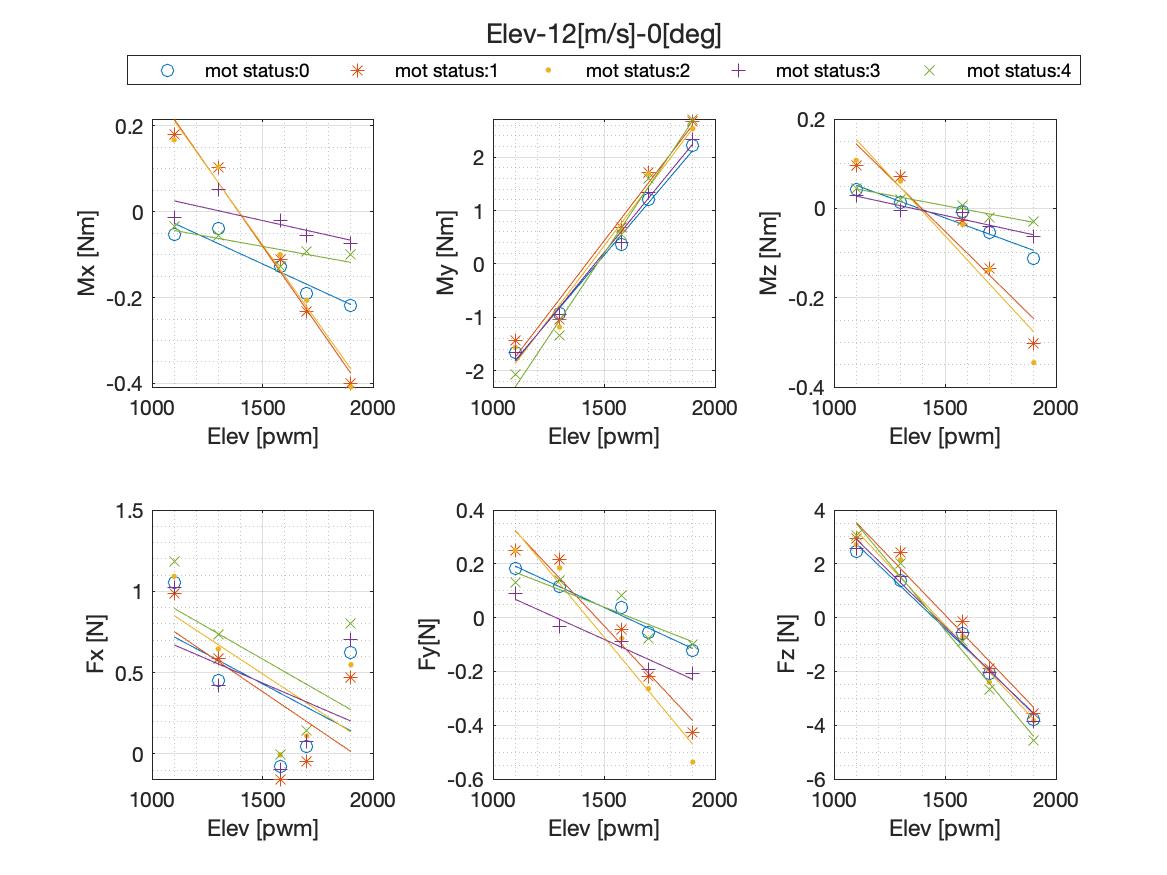 Elev-12[m/s]-0[deg]
mot status:0 mot status:1 mot status:2 mot status:3 mot status:4
0.2
0
-0.2
-0.4
Mx [Nm]
1000 1500 2000
Elev [pwm]
2
1
0
-1
-2
My [Nm]
1000 1500 2000
Elev [pwm]
0.2
0
-0.2
-0.4
Mz [Nm]
1000 1500 2000
Elev [pwm]
1.5
1
0.5
0
Fx [N]
1000 1500 2000
Elev [pwm]
0.4
0.2
0
-0.2
-0.4
-0.6
Fy[N]
1000 1500 2000
Elev [pwm]
4
2
0
-2
-4
-6
Fz [N]
1000 1500 2000
Elev [pwm]